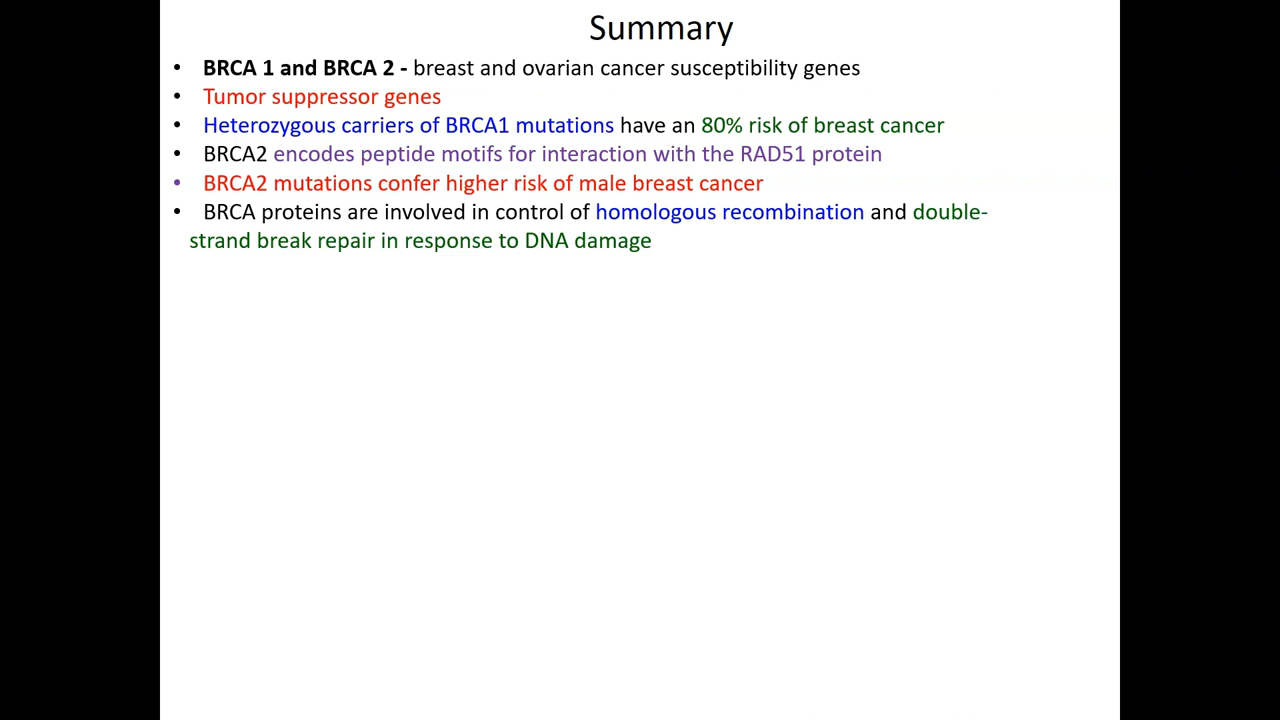 Summary
• BRCA 1 and BRCA 2 - breast and ovarian cancer susceptibility genes
• Tumor suppressor genes
• Heterozygous carriers of BRCA1 mutations have an 80% risk of breast cancer
• BRCA2 encodes peptide motifs for interaction with the RAD51 protein
• BRCA2 mutations confer higher risk of male breast cancer
• BRCA proteins are involved in control of homologous recombination and double-
strand break repair in response to DNA damage